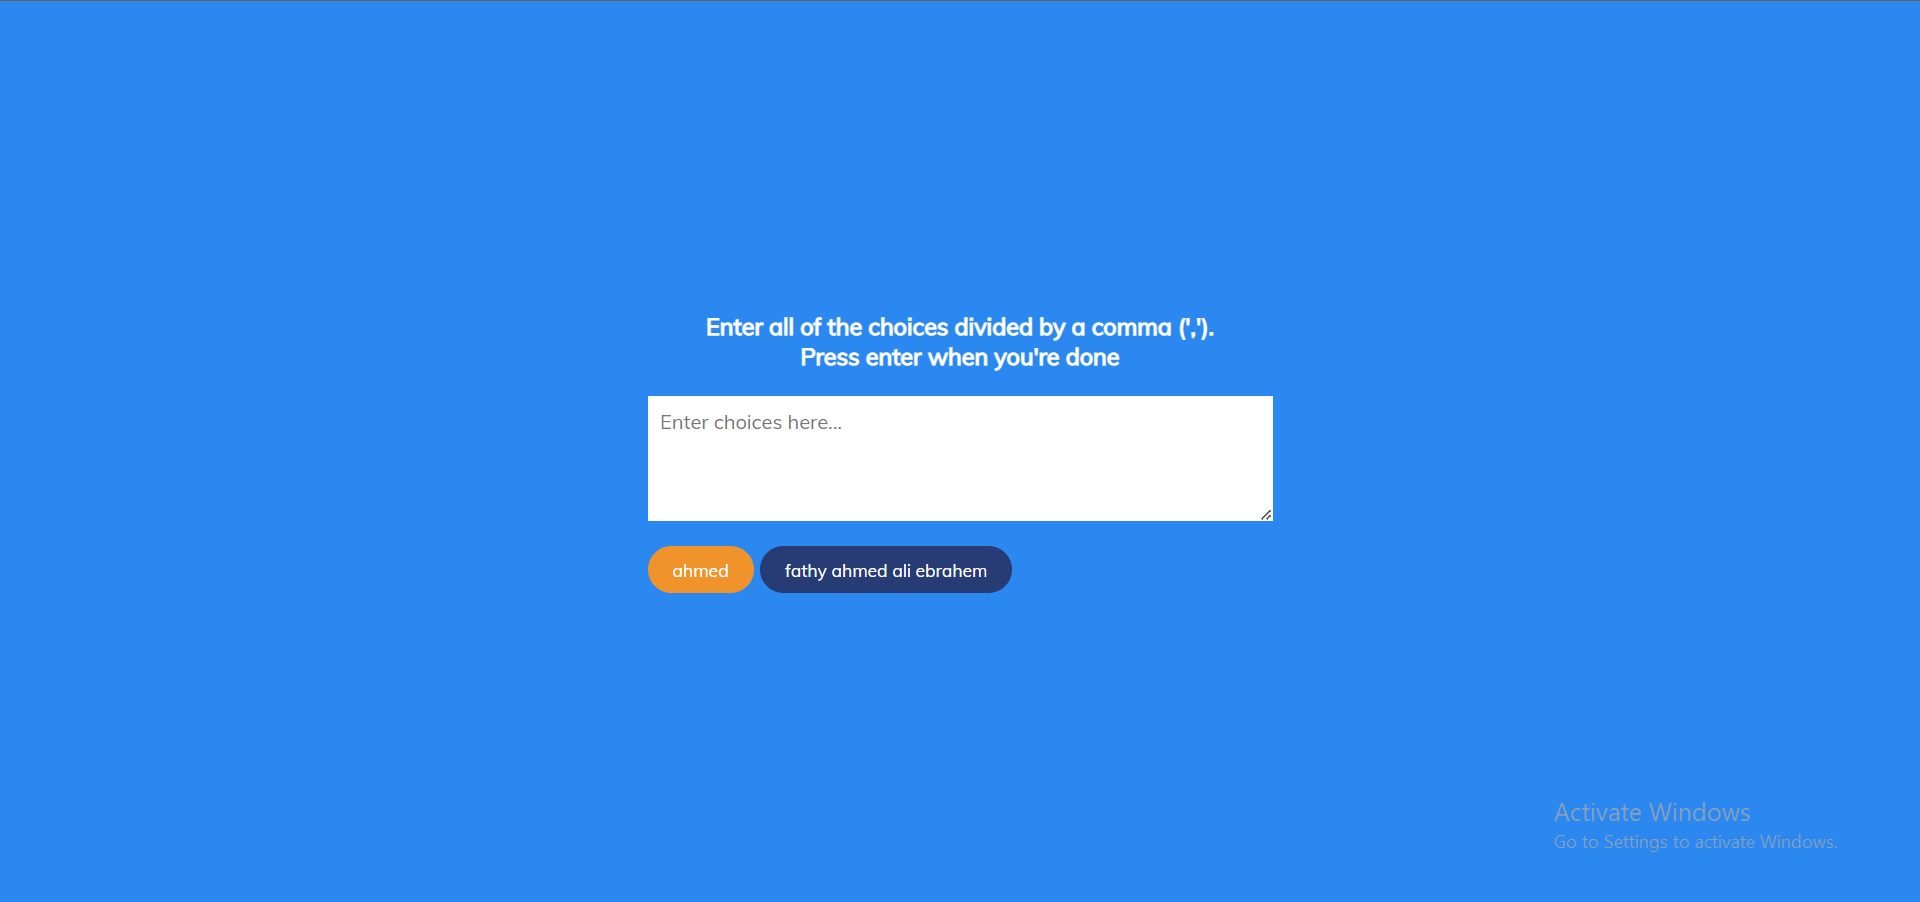 Enter all of the choices divided by a comma (',').
Press enter when you're done
Enter choices here...
ahmed
fathy ahmed ali ebrahem
Activate Windows
Go to Settings to activate Windows.